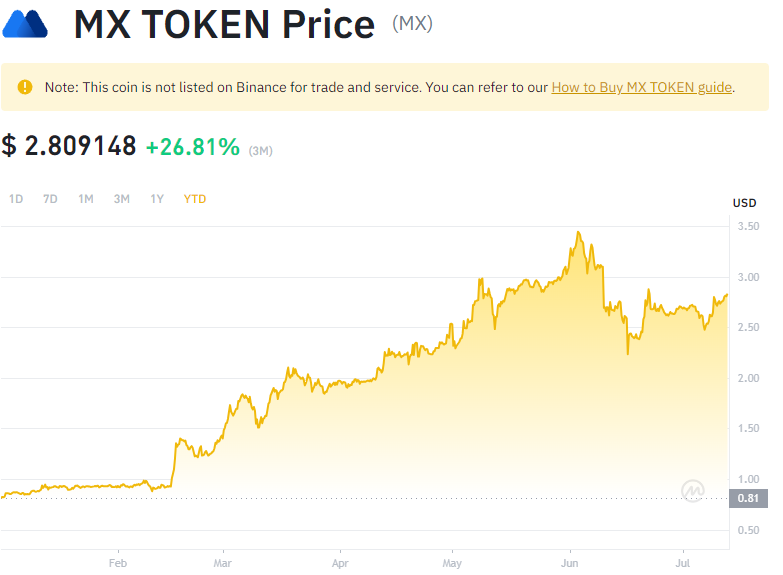 MX TOKEN Price (MX)
Note: This coin is not listed on Binance for trade and service. You can refer to our How to Buy MX TOKEN guide.
$ 2.809148 +26.81% (3M)
1D 7D 1M 3M 1Y YTD
USD
3.50
3.00
2.50
2.00
1.50
1.00
0.81
0.50
Feb Mar Apr May Jun Jul